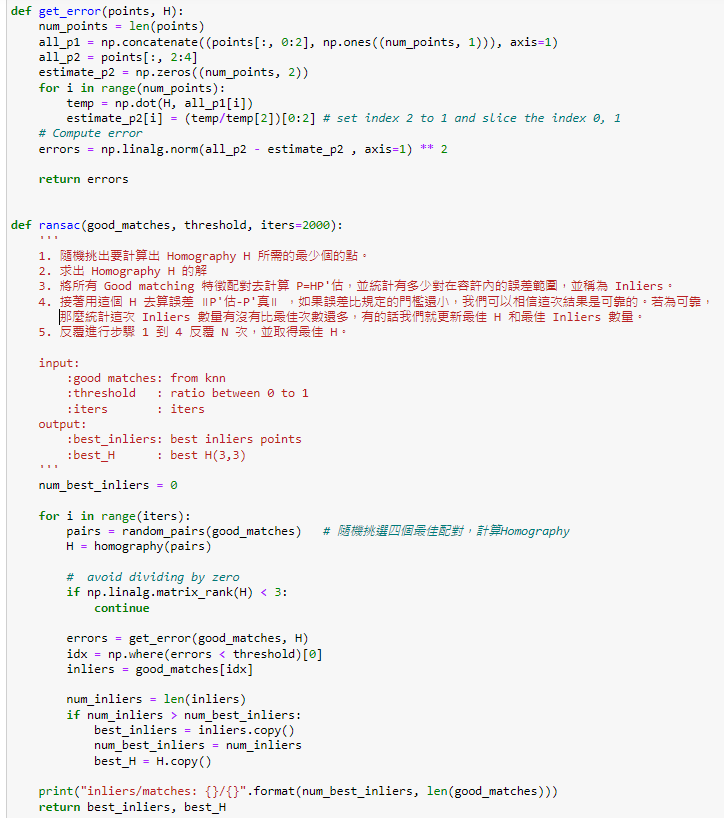 def get_error(points, H):
    num_points = len(points)
    all_p1 = np.concatenate((points[:, 0:2], np.ones((num_points, 1))), axis=1)
    all_p2 = points[:, 2:4]
    estimate_p2 = np.zeros((num_points, 2))
    for i in range(num_points):
        temp = np.dot(H, all_p1[i])
        estimate_p2[i] = (temp/temp[2])[0:2] # set index 2 to 1 and slice the index 0, 1
    # Compute error
    errors = np.linalg.norm(all_p2 - estimate_p2 , axis=1) ** 2

    return errors


def ransac(good_matches, threshold, iters=2000):
    '''
    1. 隨機挑出要計算出 Homography H 所需的最少個的點。
    2. 求出 Homography H 的解
    3. 將所有 Good matching 特徵配對去計算 P=HP'估，並統計有多少對在容許內的誤差範圍，並稱為 Inliers。
    4. 接著用這個 H 去算誤差 ॥P'估-P'真॥ ，如果誤差比規定的門檻還小，我們可以相信這次結果是可靠的。若為可靠，
       那麼統計這次 Inliers 數量有沒有比最佳次數還多，有的話我們就更新最佳 H 和最佳 Inliers 數量。
    5. 反覆進行步驟 1 到 4 反覆 N 次，並取得最佳 H。

    input:
        :good matches: from knn
        :threshold   : ratio between 0 to 1
        :iters       : iters
    output:
        :best_inliers: best inliers points
        :best_H      : best H(3,3)
    '''
    num_best_inliers = 0

    for i in range(iters):
        pairs = random_pairs(good_matches)   # 隨機挑選四個最佳配對，計算Homography
        H = homography(pairs)

        #  avoid dividing by zero
        if np.linalg.matrix_rank(H) < 3:
            continue

        errors = get_error(good_matches, H)
        idx = np.where(errors < threshold)[0]
        inliers = good_matches[idx]

        num_inliers = len(inliers)
        if num_inliers > num_best_inliers:
            best_inliers = inliers.copy()
            num_best_inliers = num_inliers
            best_H = H.copy()

    print("inliers/matches: {}/{}".format(num_best_inliers, len(good_matches)))
    return best_inliers, best_H